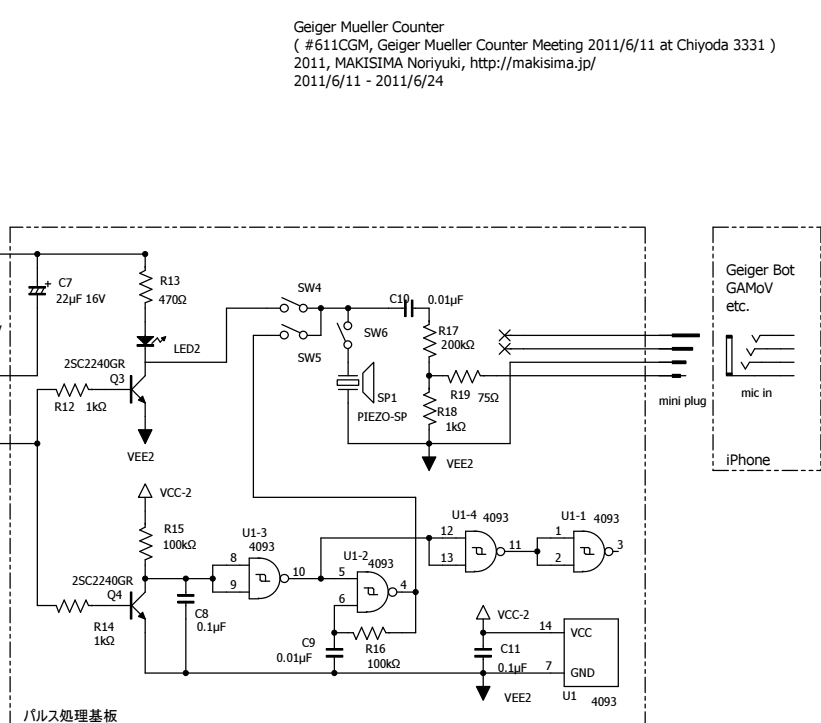 Geiger Mueller Counter
( #611CGM, Geiger Mueller Counter Meeting 2011/6/11 at Chiyoda 3331 )
2011, MAKISIMA Noriyuki, http://makisima.jp/
2011/6/11 - 2011/6/24
C7
22μF 16V
R13
470Ω
LED2
2SC2240GR
Q3
R12 1kΩ
VEE2
SW4
SW5
SW6
SP1
PIEZO-SP
C10 0.01μF
R17
200kΩ
R19 75Ω
R18
1kΩ
VEE2
mini plug
Geiger Bot
GAMoV
etc.
mic in
iPhone
VCC-2
R15
100kΩ
2SC2240GR
Q4
R14
1kΩ
C8
0.1μF
U1-3
4093
8
9
10
U1-2
4093
5
6
4
C9
0.01μF
R16
100kΩ
U1-4 4093
12
13
11
U1-1 4093
1
2
3
VCC-2
C11
0.1μF
VEE2
14 VCC
7 GND
U1 4093
パルス処理基板